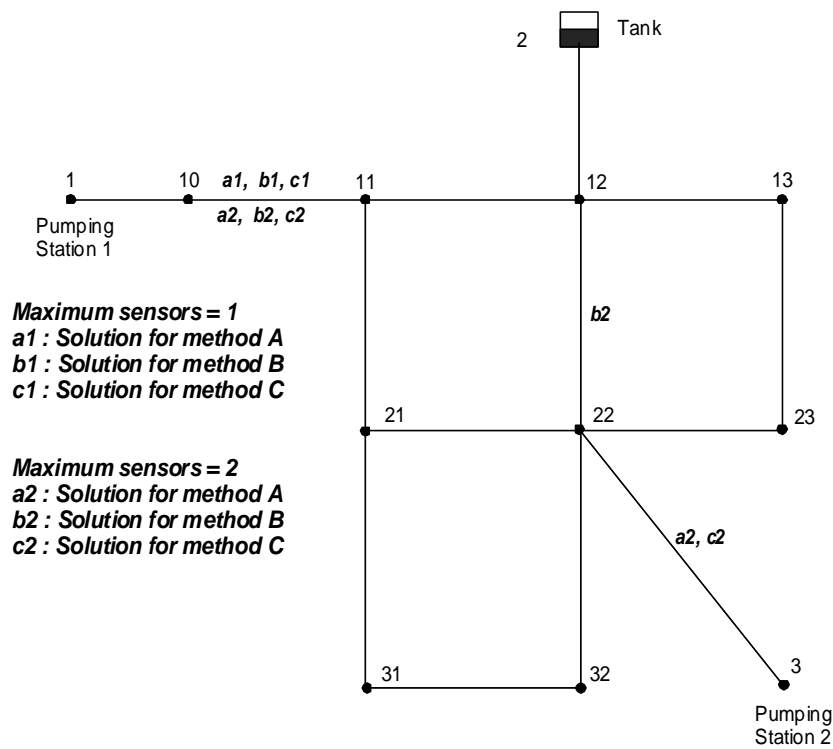 2
Tank
1
10
a1, b1, c1
11
12
13
a2, b2, c2
Pumping
Station 1
Maximum sensors = 1
a1 : Solution for method A
b1 : Solution for method B
c1 : Solution for method C
b2
21
22
23
Maximum sensors = 2
a2 : Solution for method A
b2 : Solution for method B
c2 : Solution for method C
a2, c2
31
32
3
Pumping
Station 2